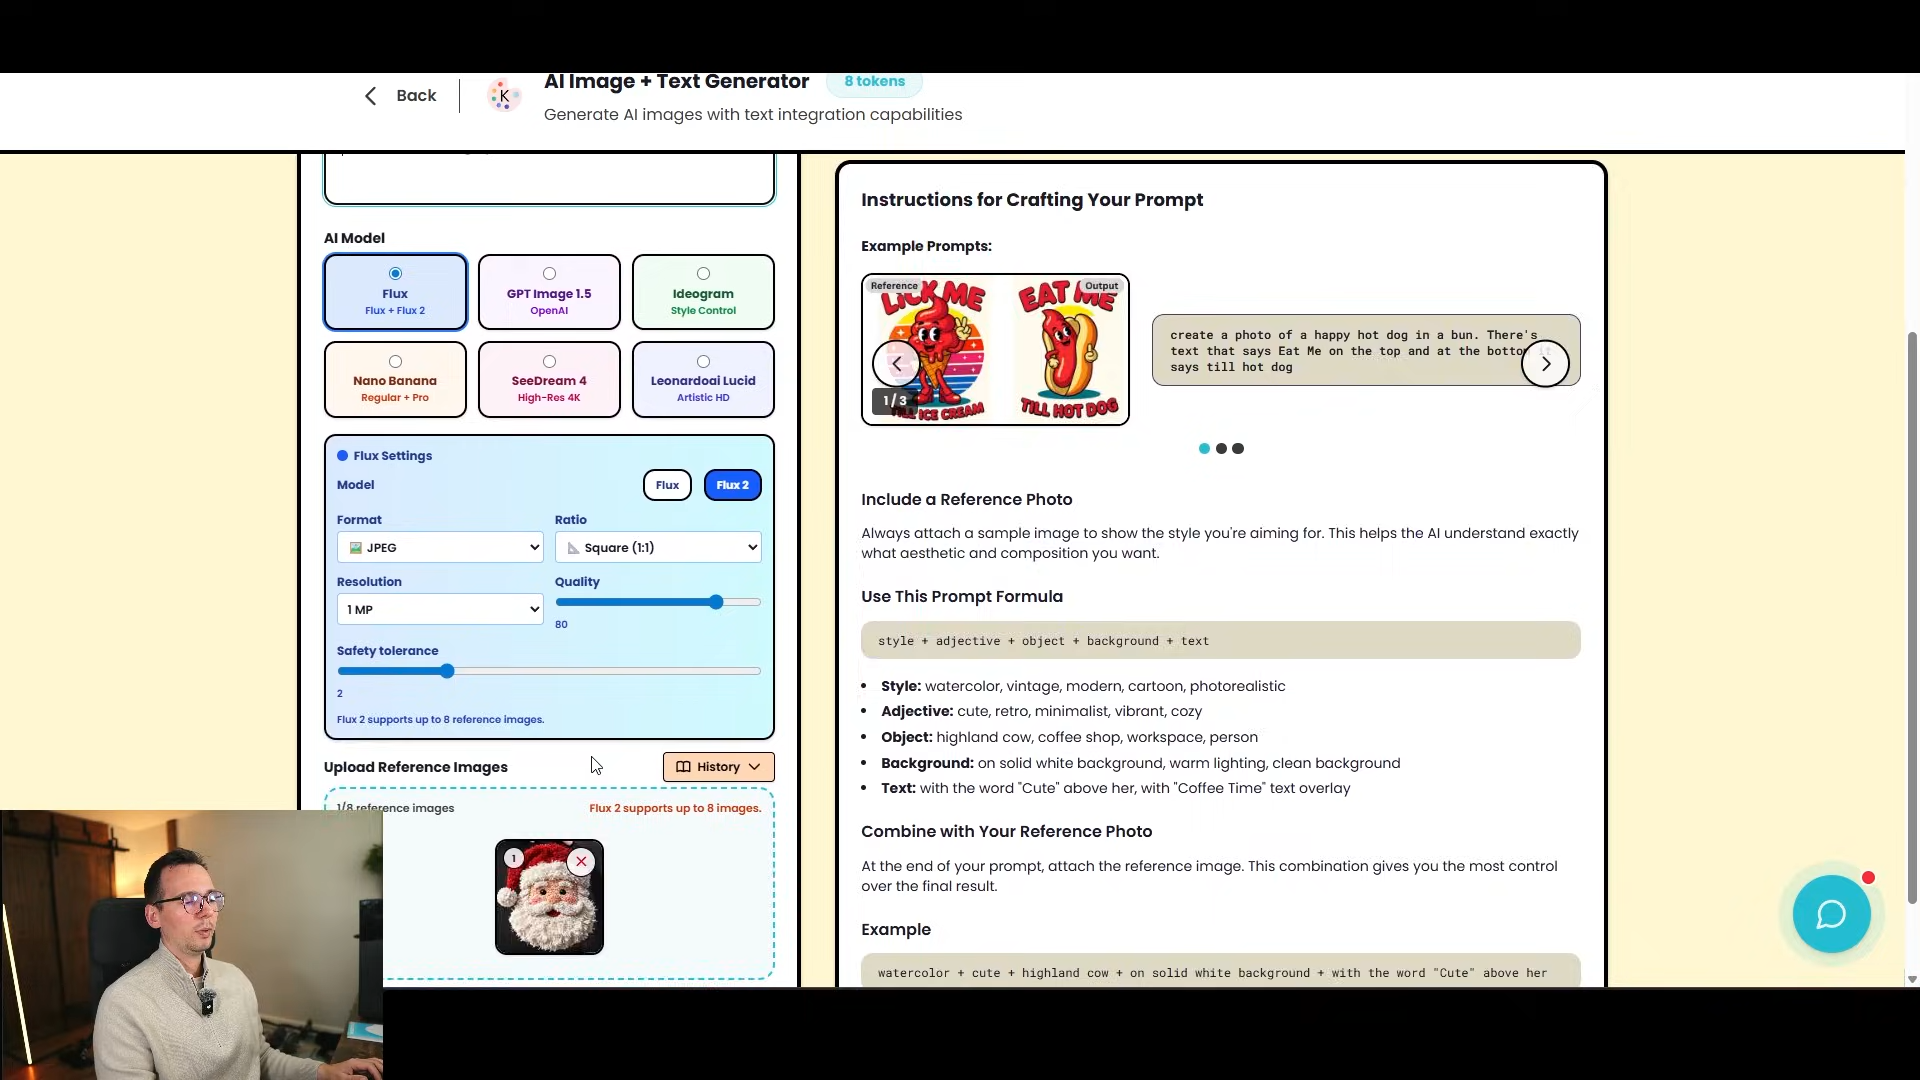 Back
K
AI Image + Text Generator
8 tokens
Generate AI images with text integration capabilities
AI Model
Flux
Flux + Flux 2
GPT Image 1.5
OpenAI
Ideogram
Style Control
Nano Banana
Regular + Pro
SeeDream 4
High-Res 4K
Leonardoai Lucid
Artistic HD
Flux Settings
Model
Flux
Flux 2
Format
Ratio
JPEG
Square (1:1)
Resolution
Quality
1 MP
80
Safety tolerance
2
Flux 2 supports up to 8 reference images.
Upload Reference Images
History
1/8 reference images
Flux 2 supports up to 8 images.
1
Instructions for Crafting Your Prompt
Example Prompts:
Reference
LICK ME
TILL ICE CREAM
1 / 3
Output
EAT ME
TILL HOT DOG
create a photo of a happy hot dog in a bun. There's
text that says Eat Me on the top and at the bottom it
says till hot dog
Include a Reference Photo
Always attach a sample image to show the style you're aiming for. This helps the AI understand exactly
what aesthetic and composition you want.
Use This Prompt Formula
style + adjective + object + background + text
Style: watercolor, vintage, modern, cartoon, photorealistic
Adjective: cute, retro, minimalist, vibrant, cozy
Object: highland cow, coffee shop, workspace, person
Background: on solid white background, warm lighting, clean background
Text: with the word "Cute" above her, with "Coffee Time" text overlay
Combine with Your Reference Photo
At the end of your prompt, attach the reference image. This combination gives you the most control
over the final result.
Example
watercolor + cute + highland cow + on solid white background + with the word "Cute" above her